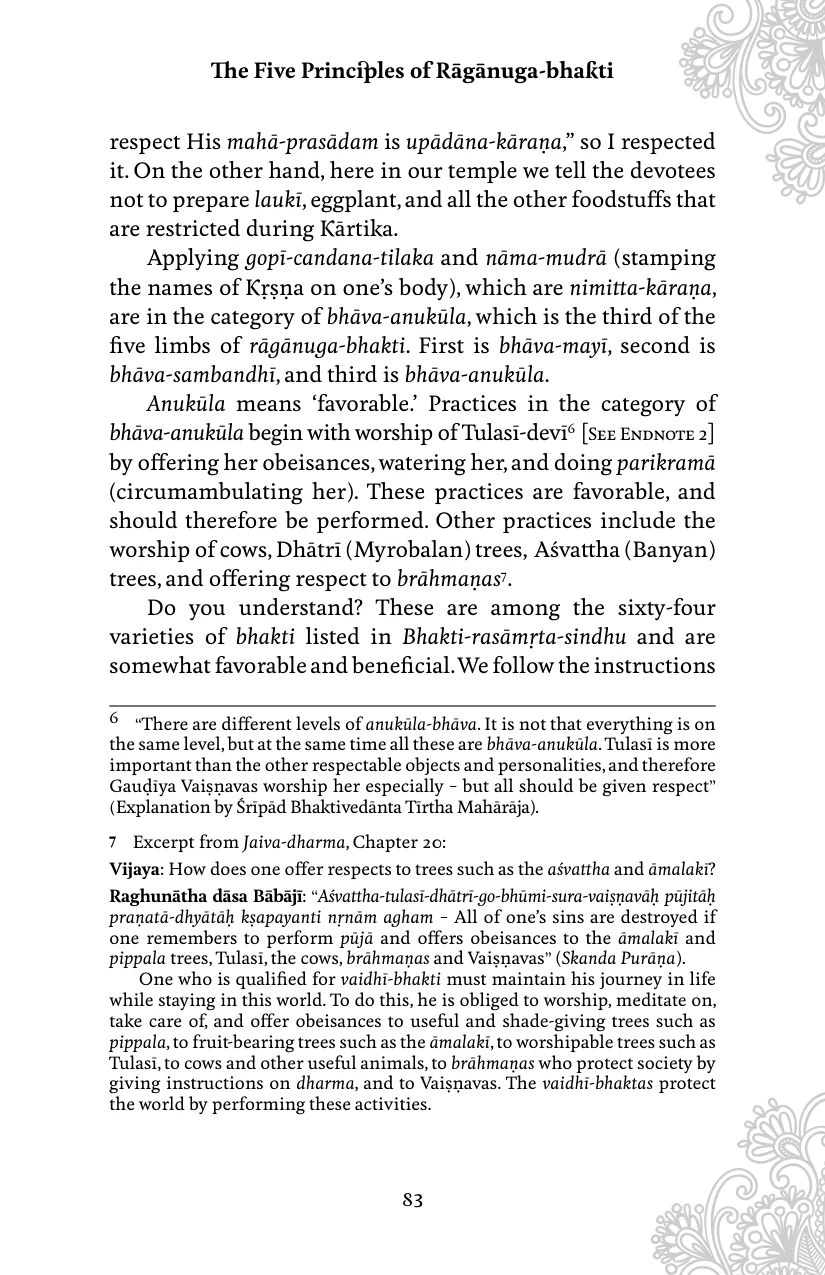 The Five Principles of Rāgānuga-bhakti
respect His mahā-prasādam is upādāna-kāraṇa,” so I respected
it. On the other hand, here in our temple we tell the devotees
not to prepare laukī, eggplant, and all the other foodstuffs that
are restricted during Kārtika.
Applying gopī-candana-tilaka and nāma-mudrā (stamping
the names of Kṛṣṇa on one’s body), which are nimitta-kāraṇa,
are in the category of bhāva-anukūla, which is the third of the
five limbs of rāgānuga-bhakti. First is bhāva-mayī, second is
bhāva-sambandhī, and third is bhāva-anukūla.
Anukūla means ‘favorable.’ Practices in the category of
bhāva-anukūla begin with worship of Tulasī-devī⁶ [See Endnote 2]
by offering her obeisances, watering her, and doing parikramā
(circumambulating her). These practices are favorable, and
should therefore be performed. Other practices include the
worship of cows, Dhātrī (Myrobalan) trees, Aśvattha (Banyan)
trees, and offering respect to brāhmaṇas⁷.
Do you understand? These are among the sixty-four
varieties of bhakti listed in Bhakti-rasāmṛta-sindhu and are
somewhat favorable and beneficial. We follow the instructions
6 “There are different levels of anukūla-bhāva. It is not that everything is on
the same level, but at the same time all these are bhāva-anukūla. Tulasī is more
important than the other respectable objects and personalities, and therefore
Gauḍīya Vaiṣṇavas worship her especially – but all should be given respect”
(Explanation by Śrīpād Bhaktivedānta Tīrtha Mahārāja).
7 Excerpt from Jaiva-dharma, Chapter 20:
Vijaya: How does one offer respects to trees such as the aśvattha and āmalakī?
Raghunātha dāsa Bābājī: “Aśvattha-tulasī-dhātrī-go-bhūmi-sura-vaiṣṇavāḥ pūjitāḥ
praṇatā-dhyātāḥ kṣapayanti nṛnām agham – All of one’s sins are destroyed if
one remembers to perform pūjā and offers obeisances to the āmalakī and
pippala trees, Tulasī, the cows, brāhmaṇas and Vaiṣṇavas” (Skanda Purāṇa).
One who is qualified for vaidhī-bhakti must maintain his journey in life
while staying in this world. To do this, he is obliged to worship, meditate on,
take care of, and offer obeisances to useful and shade-giving trees such as
pippala, to fruit-bearing trees such as the āmalakī, to worshipable trees such as
Tulasī, to cows and other useful animals, to brāhmaṇas who protect society by
giving instructions on dharma, and to Vaiṣṇavas. The vaidhī-bhaktas protect
the world by performing these activities.
83